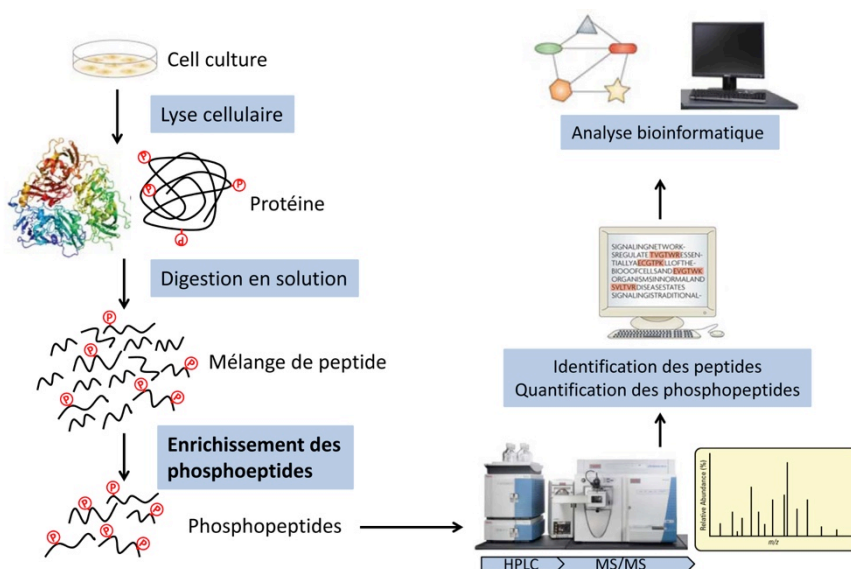 Cell culture
Lyse cellulaire
Protéine
P
P
P
P
Digestion en solution
Mélange de peptide
P
P
P
P
P
Enrichissement des
phosphoeptides
Phosphopeptides
P
P
P
P
P
HPLC
MS/MS
Relative Abundance (%)
m/z
Identification des peptides
Quantification des phosphopeptides
SIGNALINGNETWORK-
SREGULATETVGTWRESSEN-
TIALLYAECGTPKLLOFTHE-
BIOOOFCELLSANDEVGTWK
ORGANISMSINNORMALAND
SVLTVRDISEASESTATES
SIGNALINGISTRADITIONAL-
Analyse bioinformatique